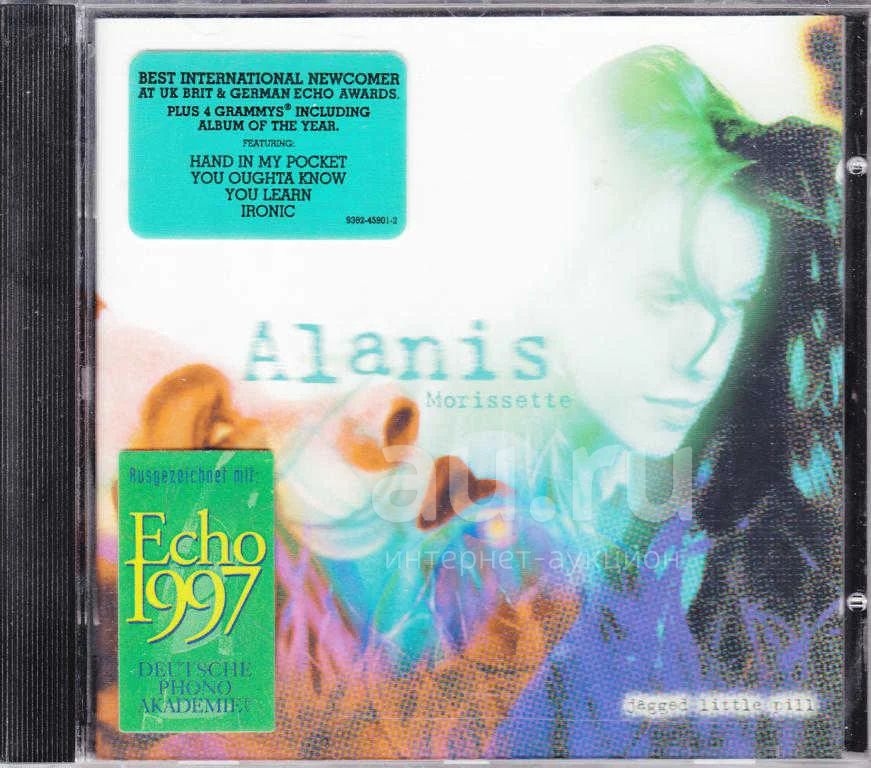 BEST INTERNATIONAL NEWCOMER
AT UK BRIT & GERMAN ECHO AWARDS.
PLUS 4 GRAMMYS® INCLUDING
ALBUM OF THE YEAR.
FEATURING:
HAND IN MY POCKET
YOU OUGHTA KNOW
YOU LEARN
IRONIC
9362-45901-2
Alanis
Morissette
au.ru
интернет-аукцион
Ausgezeichnet mit:
Echo
1997
DEUTSCHE
PHONO
AKADEMIE
jagged little pill